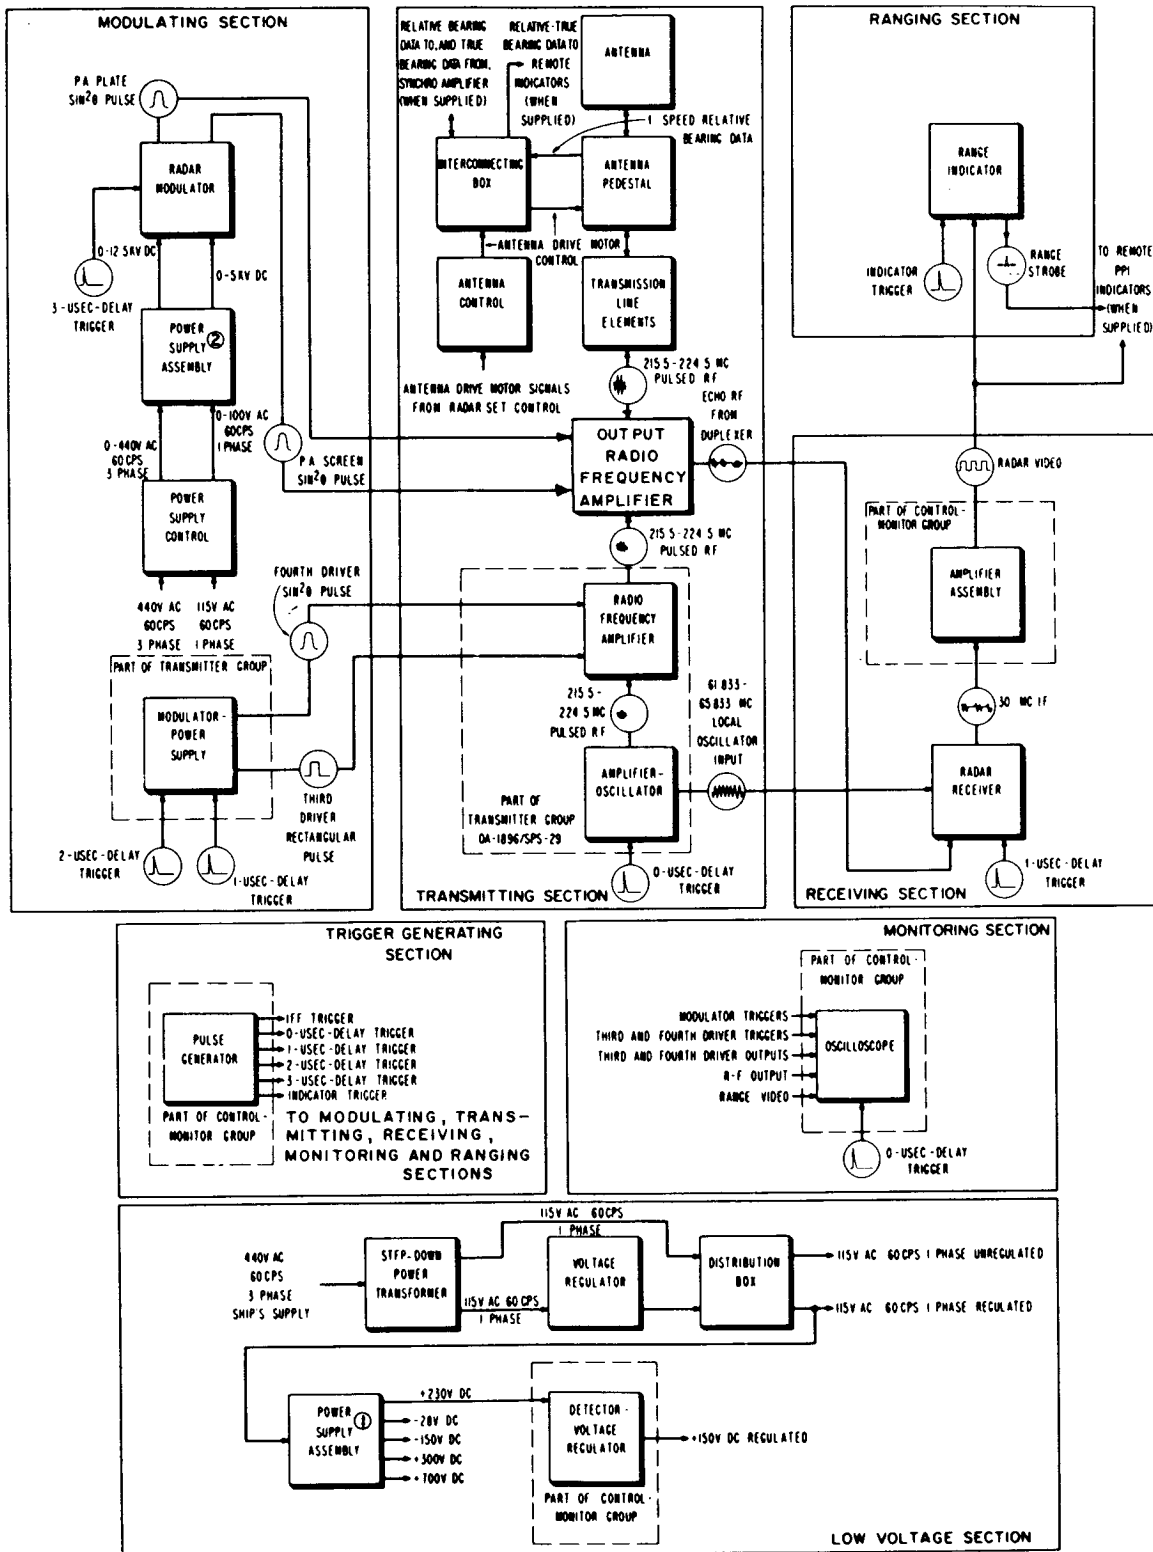 MODULATING SECTION
PA PLATE
SIN²θ PULSE
RADAR
MODULATOR
0-12.5KV DC
0-5KV DC
3-USEC-DELAY
TRIGGER
POWER
SUPPLY ②
ASSEMBLY
0-440V AC
60CPS
3 PHASE
0-100V AC
60CPS
1 PHASE
PA SCREEN
SIN²θ PULSE
POWER
SUPPLY
CONTROL
440V AC
60CPS
3 PHASE
115V AC
60CPS
1 PHASE
FOURTH DRIVER
SIN²θ PULSE
PART OF TRANSMITTER GROUP
MODULATOR-
POWER
SUPPLY
THIRD
DRIVER
RECTANGULAR
PULSE
2-USEC-DELAY
TRIGGER
1-USEC-DELAY
TRIGGER
RELATIVE BEARING
DATA TO, AND TRUE
BEARING DATA FROM,
SYNCHRO AMPLIFIER
(WHEN SUPPLIED)
RELATIVE-TRUE
BEARING DATA TO
REMOTE
INDICATORS
(WHEN
SUPPLIED)
ANTENNA
1 SPEED RELATIVE
BEARING DATA
INTERCONNECTING
BOX
ANTENNA
PEDESTAL
ANTENNA DRIVE MOTOR
CONTROL
ANTENNA
CONTROL
TRANSMISSION
LINE
ELEMENTS
ANTENNA DRIVE MOTOR SIGNALS
FROM RADAR SET CONTROL
215.5-224.5 MC
PULSED RF
ECHO RF
FROM
DUPLEXER
OUTPUT
RADIO
FREQUENCY
AMPLIFIER
215.5-224.5 MC
PULSED RF
RADIO
FREQUENCY
AMPLIFIER
215.5-
224.5 MC
PULSED RF
61.833-
65.833 MC
LOCAL
OSCILLATOR
INPUT
AMPLIFIER-
OSCILLATOR
PART OF
TRANSMITTER GROUP
OA-1896/SPS-29
0-USEC-DELAY
TRIGGER
TRANSMITTING SECTION
RANGING SECTION
RANGE
INDICATOR
INDICATOR
TRIGGER
RANGE
STROBE
TO REMOTE
PPI
INDICATORS
(WHEN
SUPPLIED)
RADAR VIDEO
PART OF CONTROL-
MONITOR GROUP
AMPLIFIER
ASSEMBLY
30 MC IF
RADAR
RECEIVER
1-USEC-DELAY
TRIGGER
RECEIVING SECTION
TRIGGER GENERATING
SECTION
PULSE
GENERATOR
IFF TRIGGER
0-USEC-DELAY TRIGGER
1-USEC-DELAY TRIGGER
2-USEC-DELAY TRIGGER
3-USEC-DELAY TRIGGER
INDICATOR TRIGGER
PART OF CONTROL-
MONITOR GROUP
TO MODULATING, TRANS-
MITTING, RECEIVING,
MONITORING AND RANGING
SECTIONS
MONITORING SECTION
PART OF CONTROL-
MONITOR GROUP
MODULATOR TRIGGERS
THIRD AND FOURTH DRIVER TRIGGERS
THIRD AND FOURTH DRIVER OUTPUTS
R-F OUTPUT
RANGE VIDEO
OSCILLOSCOPE
0-USEC-DELAY
TRIGGER
440V AC
60CPS
3 PHASE
SHIP'S SUPPLY
STEP-DOWN
POWER
TRANSFORMER
115V AC 60CPS
1 PHASE
115V AC 60CPS
1 PHASE
VOLTAGE
REGULATOR
DISTRIBUTION
BOX
115V AC 60CPS 1 PHASE UNREGULATED
115V AC 60CPS 1 PHASE REGULATED
POWER
SUPPLY ①
ASSEMBLY
+230V DC
-28V DC
-150V DC
+300V DC
+700V DC
DETECTOR-
VOLTAGE
REGULATOR
+150V DC REGULATED
PART OF CONTROL-
MONITOR GROUP
LOW VOLTAGE SECTION